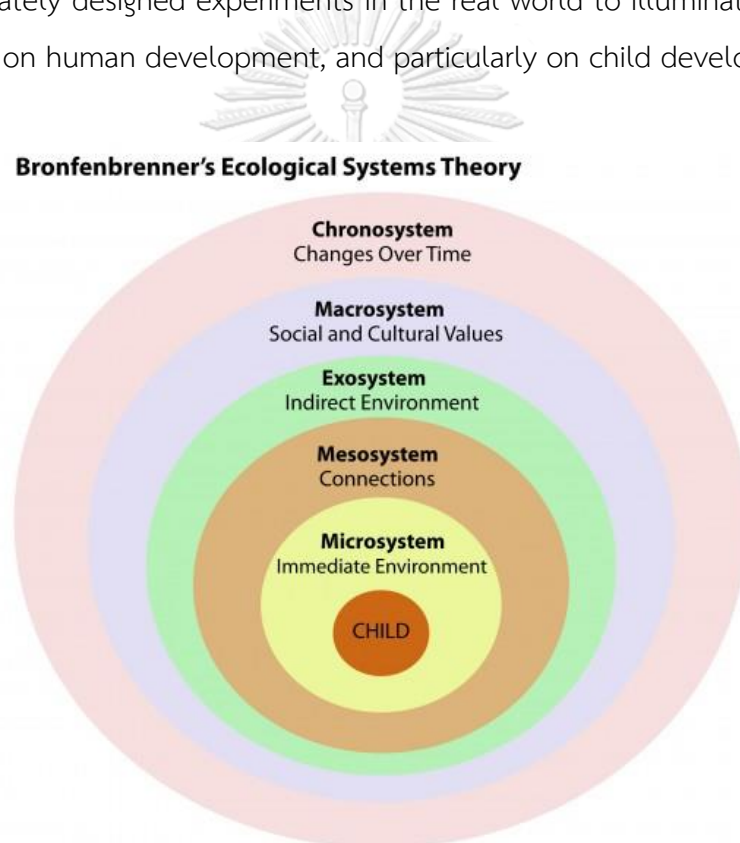 ately designed experiments in the real world to illuminat
on human development, and particularly on child develo
Bronfenbrenner's Ecological Systems Theory
Chronosystem
Changes Over Time
Macrosystem
Social and Cultural Values
Exosystem
Indirect Environment
Mesosystem
Connections
Microsystem
Immediate Environment
CHILD